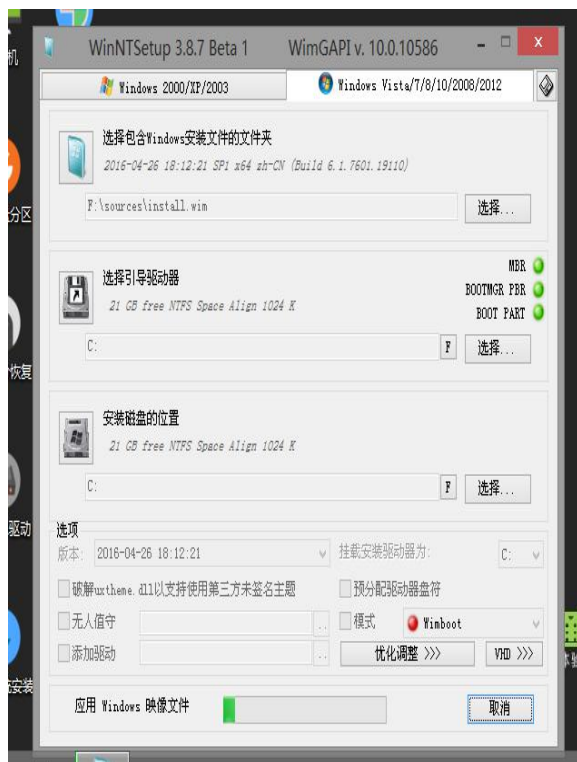 机
WinNTSetup 3.8.7 Beta 1 WimGAPI v. 10.0.10586
Windows 2000/XP/2003
Windows Vista/7/8/10/2008/2012
选择包含Windows安装文件的文件夹
2016-04-26 18:12:21 SP1 x64 zh-CN (Build 6.1.7601.19110)
分区
F:\sources\install.wim
选择...
选择引导驱动器
21 GB free NTFS Space Align 1024 K
MBR
BOOTMGR PBR
BOOT PART
C:
F
选择...
恢复
安装磁盘的位置
21 GB free NTFS Space Align 1024 K
C:
F
选择...
驱动
选项
版本: 2016-04-26 18:12:21
挂载安装驱动器为: C:
破解uxtheme.dll以支持使用第三方未签名主题
预分配驱动器盘符
无人值守 ..
模式 Wimboot
添加驱动 ..
优化调整 >>>
VHD >>>
安装
应用 Windows 映像文件
取消